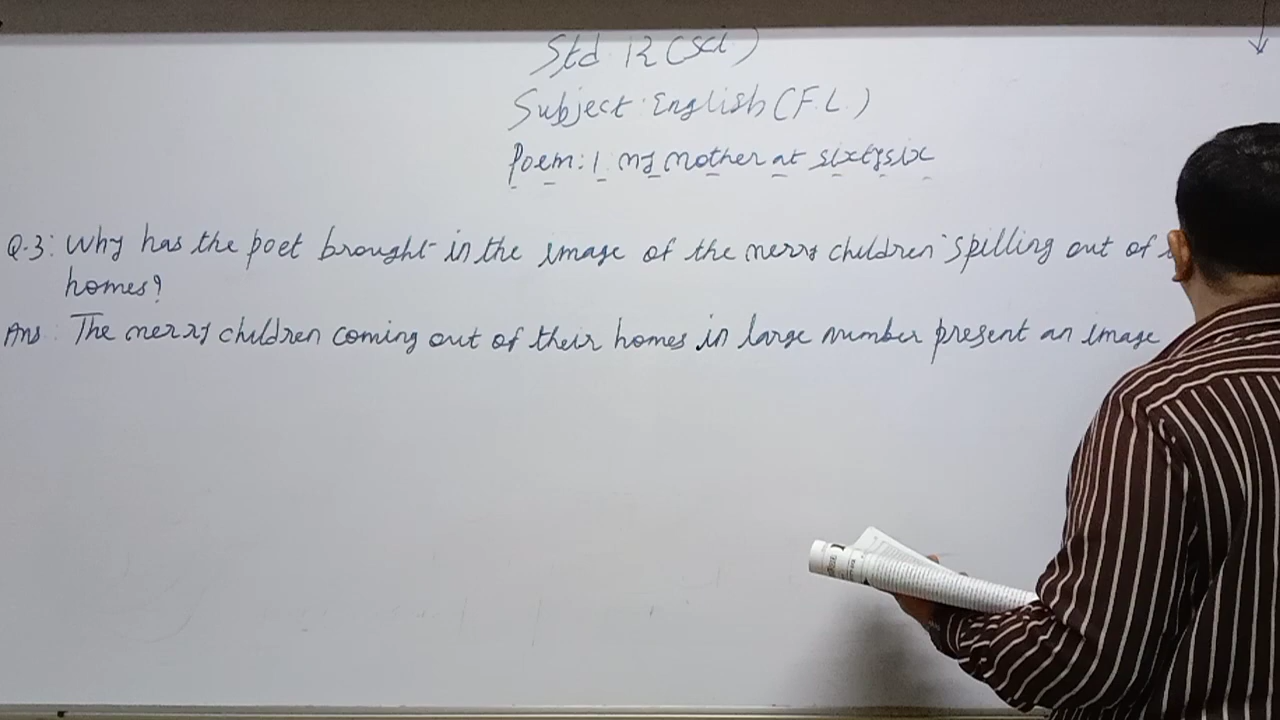 Std 12 (Sci)
Subject English (F.L.)
Poem: 1 My Mother at sixty six
Q.3: Why has the poet brought in the image of the merry children 'spilling out of
homes?
Ans: The merry children coming out of their homes in large number present an image